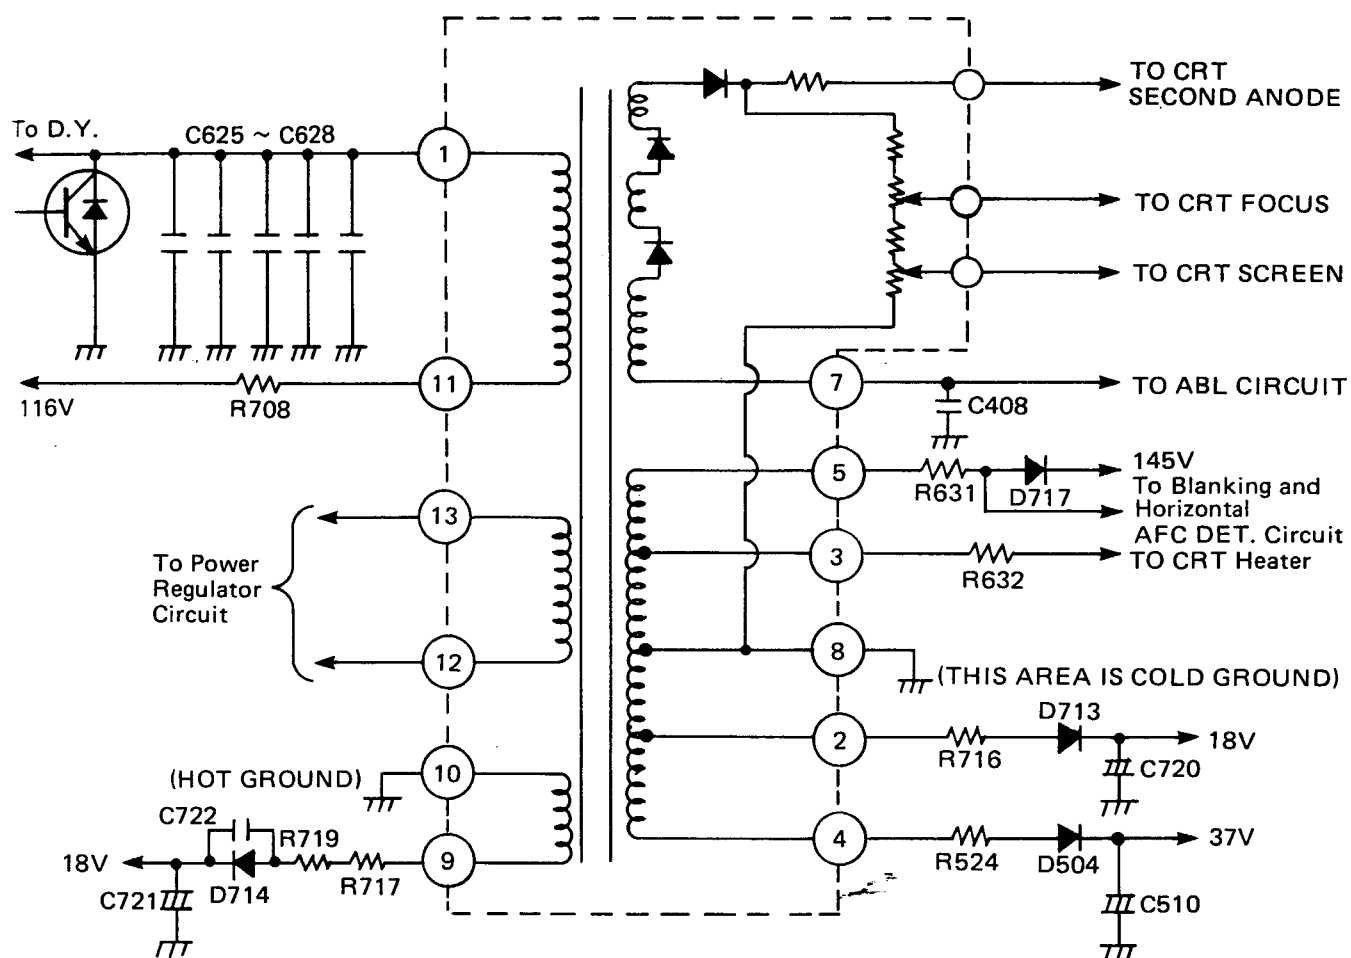 TO CRT
SECOND ANODE
To D.Y.
C625 ~ C628
1
TO CRT FOCUS
TO CRT SCREEN
116V
R708
11
7
TO ABL CIRCUIT
C408
5
R631
D717
145V
To Blanking and
Horizontal
AFC DET. Circuit
13
3
R632
TO CRT Heater
To Power
Regulator
Circuit
12
8
(THIS AREA IS COLD GROUND)
D713
2
R716
18V
C720
(HOT GROUND)
10
C722
R719
18V
D714
R717
9
C721
4
R524
D504
37V
C510